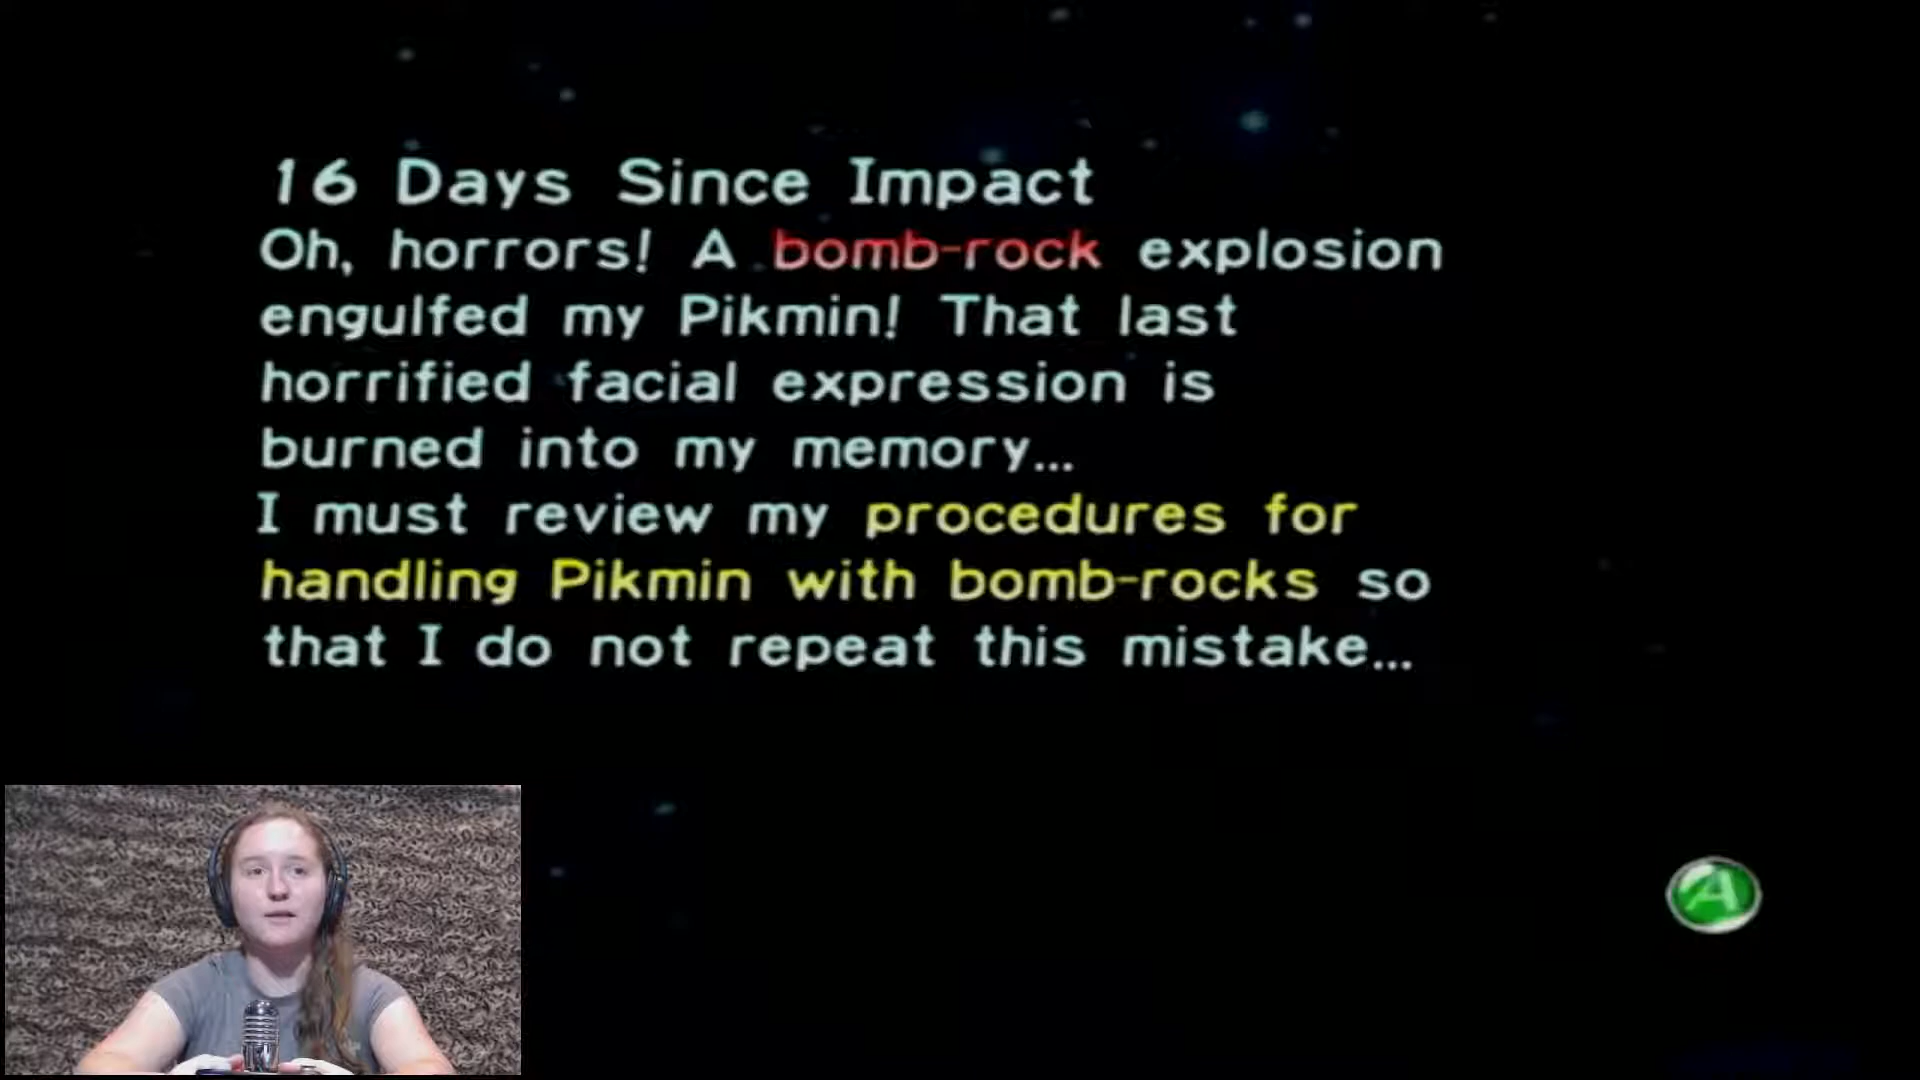 16 Days Since Impact
Oh, horrors! A bomb-rock explosion
engulfed my Pikmin! That last
horrified facial expression is
burned into my memory...
I must review my procedures for
handling Pikmin with bomb-rocks so
that I do not repeat this mistake...
A